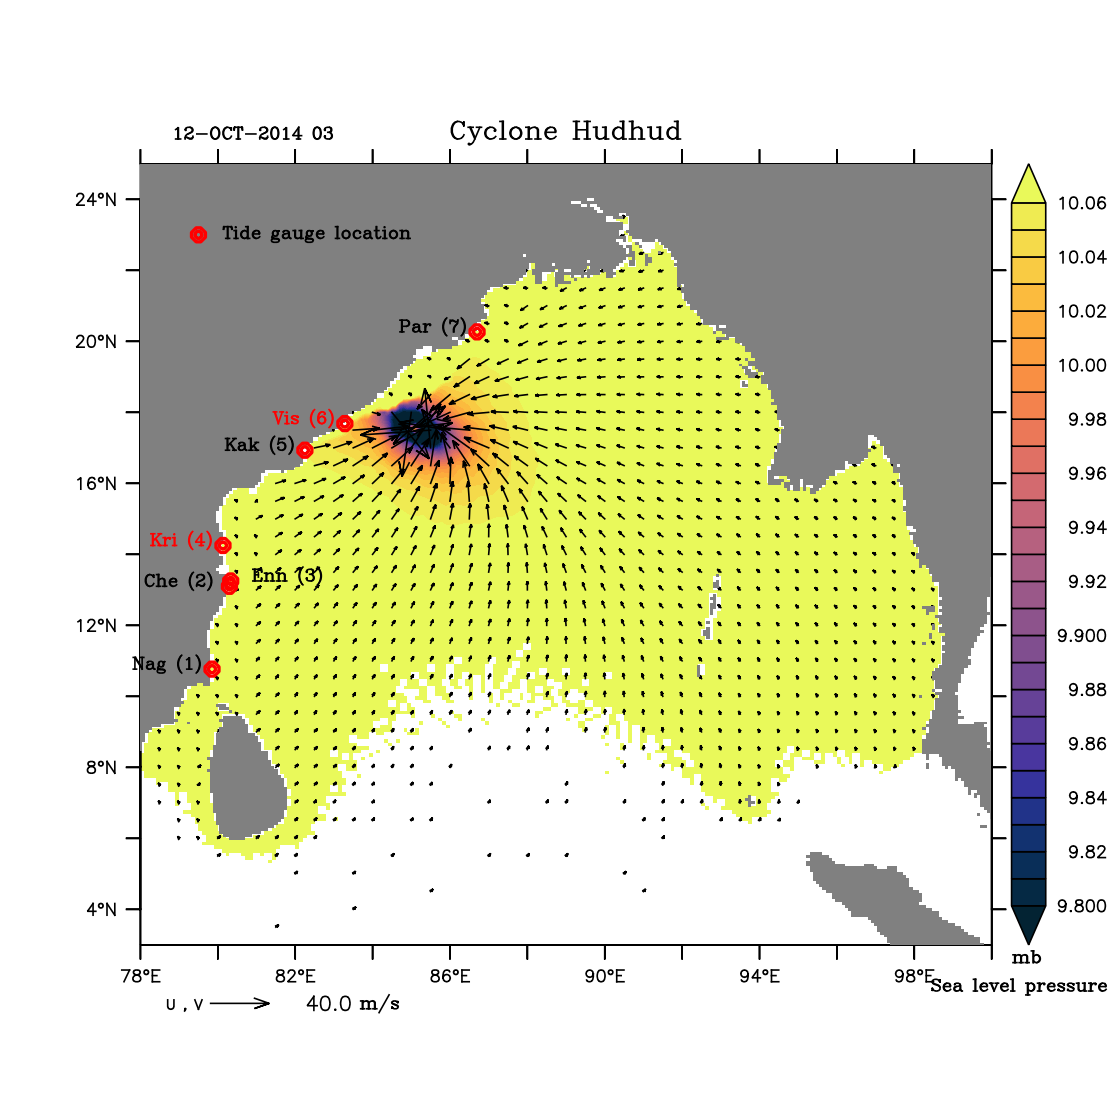 12-OCT-2014 03
Cyclone Hudhud
Tide gauge location
Par (7)
Vis (6)
Kak (5)
Kri (4)
Enn (3)
Che (2)
Nag (1)
24°N
20°N
16°N
12°N
8°N
4°N
78°E
82°E
86°E
90°E
94°E
98°E
10.06
10.04
10.02
10.00
9.98
9.96
9.94
9.92
9.900
9.88
9.86
9.84
9.82
9.800
mb
Sea level pressure
U , V
40.0 m/s